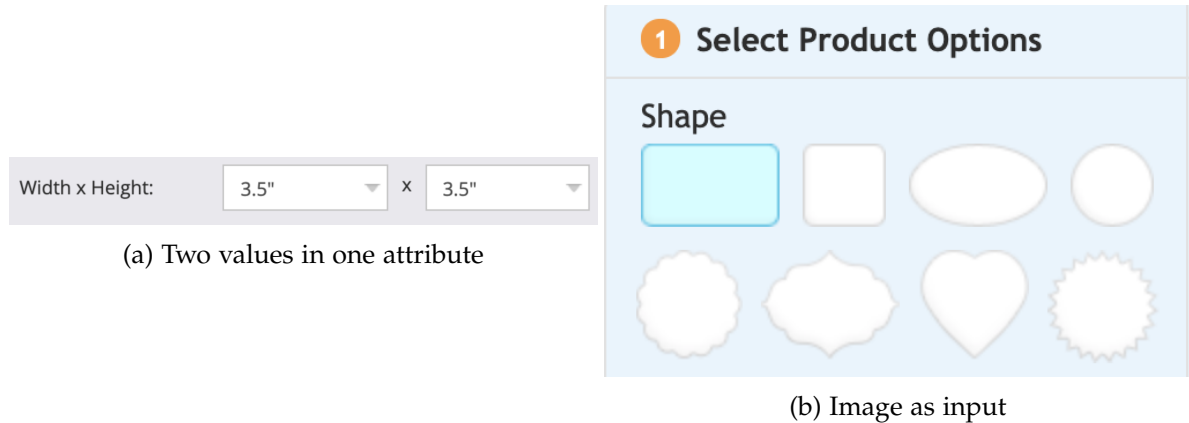 Width x Height: 3.5" x 3.5"
(a) Two values in one attribute
1 Select Product Options
Shape
(b) Image as input